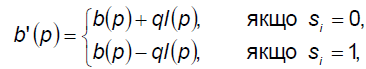 b'(p) = { b(p) + ql(p), якщо s_i = 0,
b(p) − ql(p), якщо s_i = 1,